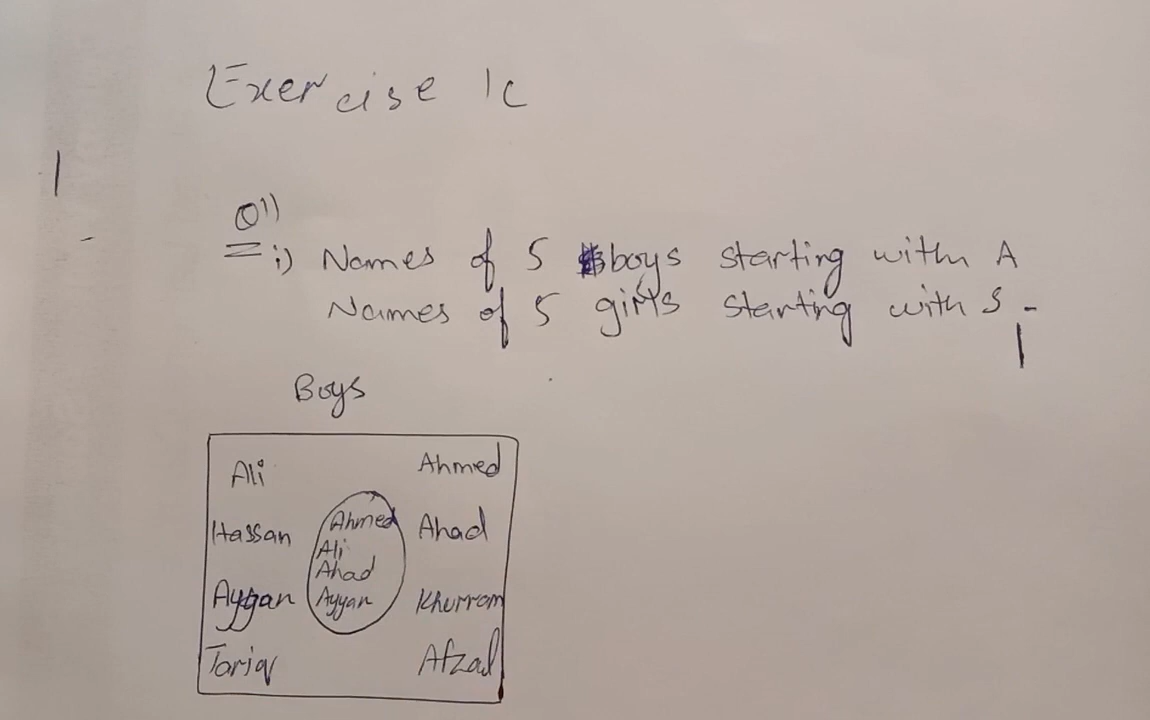 Exercise 1c
Q1)
i) Names of 5 boys starting with A
Names of 5 girls starting with S -
Boys
Ali Ahmed
Hassan Ahmed Ahad
Ali
Ahad
Ayyan Ayyan Khurram
Tariq Afzal